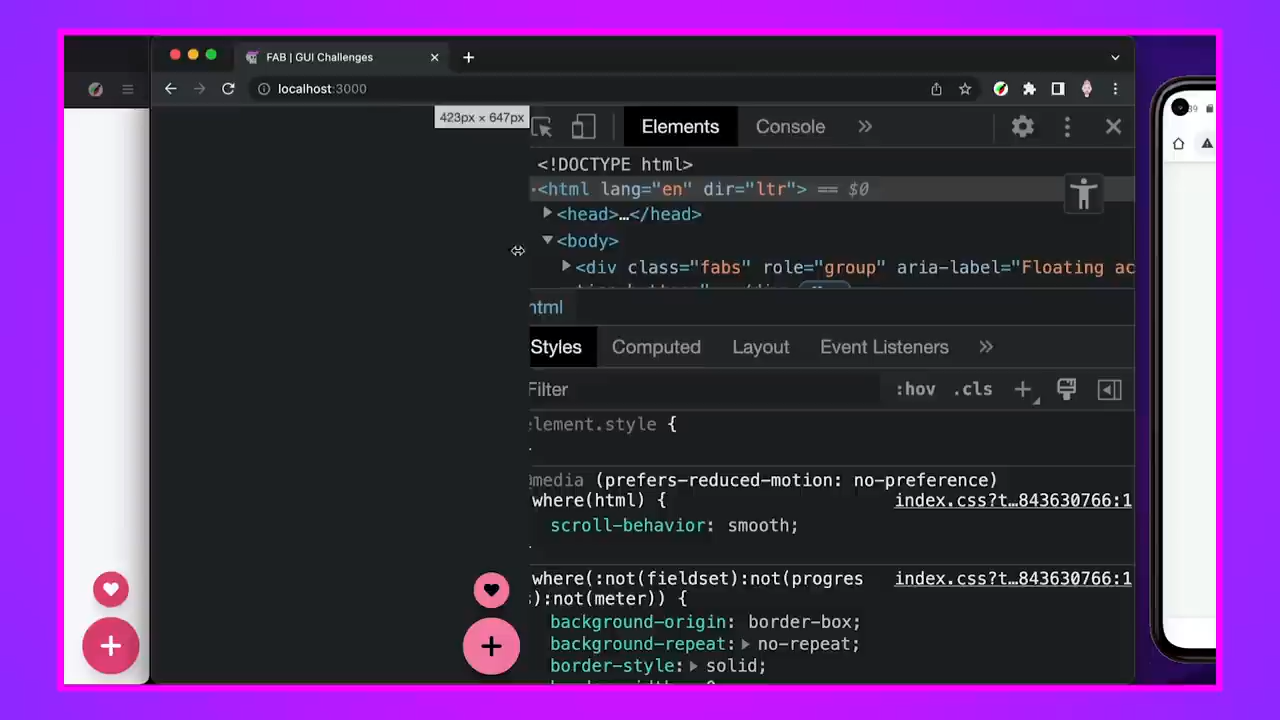 FAB | GUI Challenges
localhost:3000
423px × 647px
Elements
Console
<!DOCTYPE html>
<html lang="en" dir="ltr"> == $0
<head>…</head>
<body>
<div class="fabs" role="group" aria-label="Floating ac
html
Styles
Computed
Layout
Event Listeners
Filter
:hov
.cls
element.style {
@media (prefers-reduced-motion: no-preference)
where(html) {
index.css?t…843630766:1
scroll-behavior: smooth;
where(:not(fieldset):not(progres
index.css?t…843630766:1
s):not(meter)) {
background-origin: border-box;
background-repeat: no-repeat;
border-style: solid;